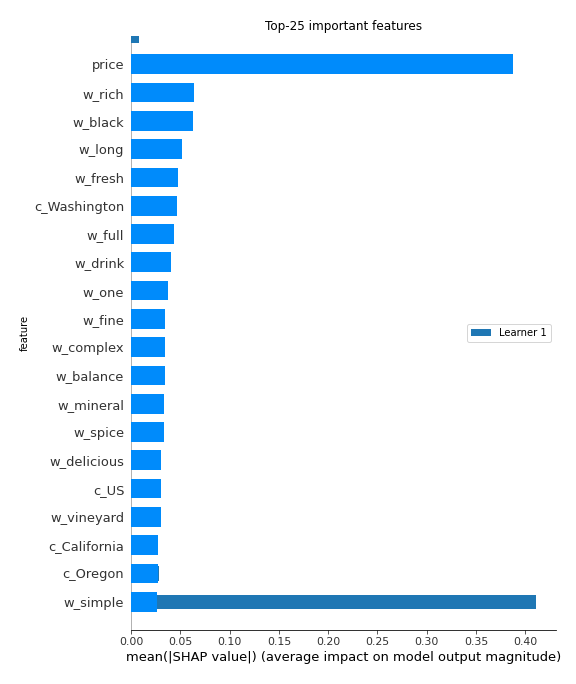 Top-25 important features
price
w_rich
w_black
w_long
w_fresh
c_Washington
w_full
w_drink
w_one
w_fine
w_complex
w_balance
w_mineral
w_spice
w_delicious
c_US
w_vineyard
c_California
c_Oregon
w_simple
feature
Learner 1
0.00 0.05 0.10 0.15 0.20 0.25 0.30 0.35 0.40
mean(|SHAP value|) (average impact on model output magnitude)